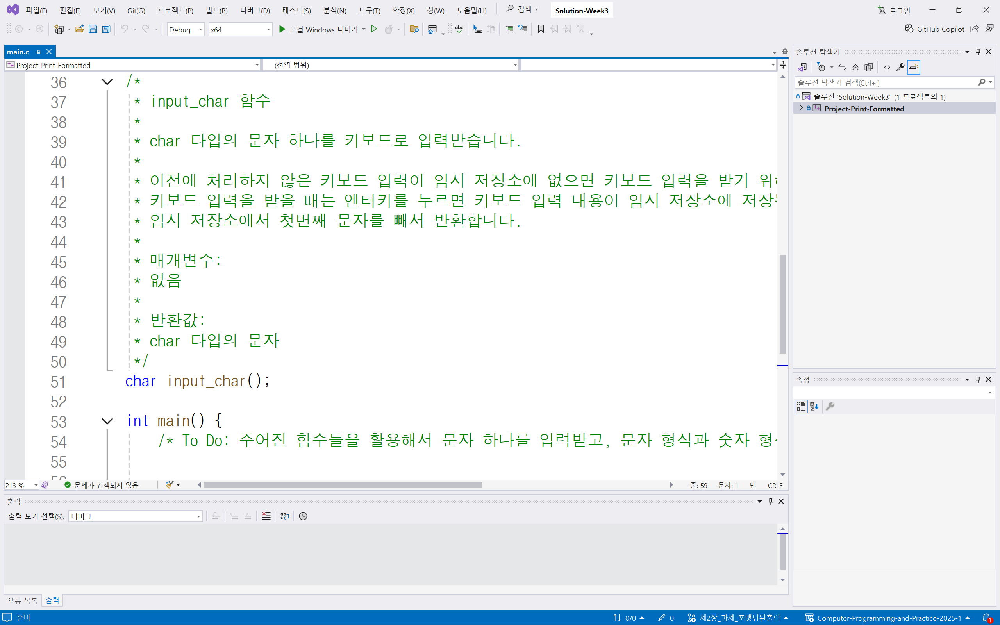 파일(F) 편집(E) 보기(V) Git(G) 프로젝트(P) 빌드(B) 디버그(D) 테스트(S) 분석(N) 도구(T) 확장(X) 창(W) 도움말(H) 검색 Solution-Week3 로그인
Debug x64 로컬 Windows 디버거 GitHub Copilot
main.c
Project-Print-Formatted (전역 범위)
36 /*
37 * input_char 함수
38 *
39 * char 타입의 문자 하나를 키보드로 입력받습니다.
40 *
41 * 이전에 처리하지 않은 키보드 입력이 임시 저장소에 없으면 키보드 입력을 받기
42 * 키보드 입력을 받을 때는 엔터키를 누르면 키보드 입력 내용이 임시 저장소에
43 * 임시 저장소에서 첫번째 문자를 빼서 반환합니다.
44 *
45 * 매개변수:
46 * 없음
47 *
48 * 반환값:
49 * char 타입의 문자
50 */
51 char input_char();
52
53 int main() {
54 /* To Do: 주어진 함수들을 활용해서 문자 하나를 입력받고, 문자 형식과 숫자
55
213 % 문제가 검색되지 않음 줄: 59 문자: 1 탭 CRLF
출력
출력 보기 선택(S): 디버그
오류 목록 출력
솔루션 탐색기
솔루션 탐색기 검색(Ctrl+;)
솔루션 'Solution-Week3' (1 프로젝트의 1)
Project-Print-Formatted
속성
준비 0/0 0 제2장_과제_포맷팅된출력 Computer-Programming-and-Practice-2025-1 1